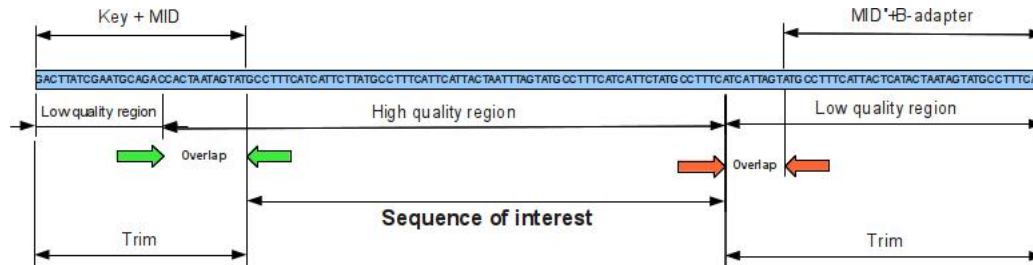 Key + MID
MID'+B-adapter
GACTTATCGAATGCAGACCACTAATAGTATGCCTTTCATCATTCTTATGCCTTTCATTCATTACTAATTTAGTATGCCTTTCATCATTCTATGCCTTTCATCATTAGTATGCCTTTCATTACTCATACTAATAGTATGCCTTTCA
Low quality region
High quality region
Low quality region
Overlap
Overlap
Sequence of interest
Trim
Trim